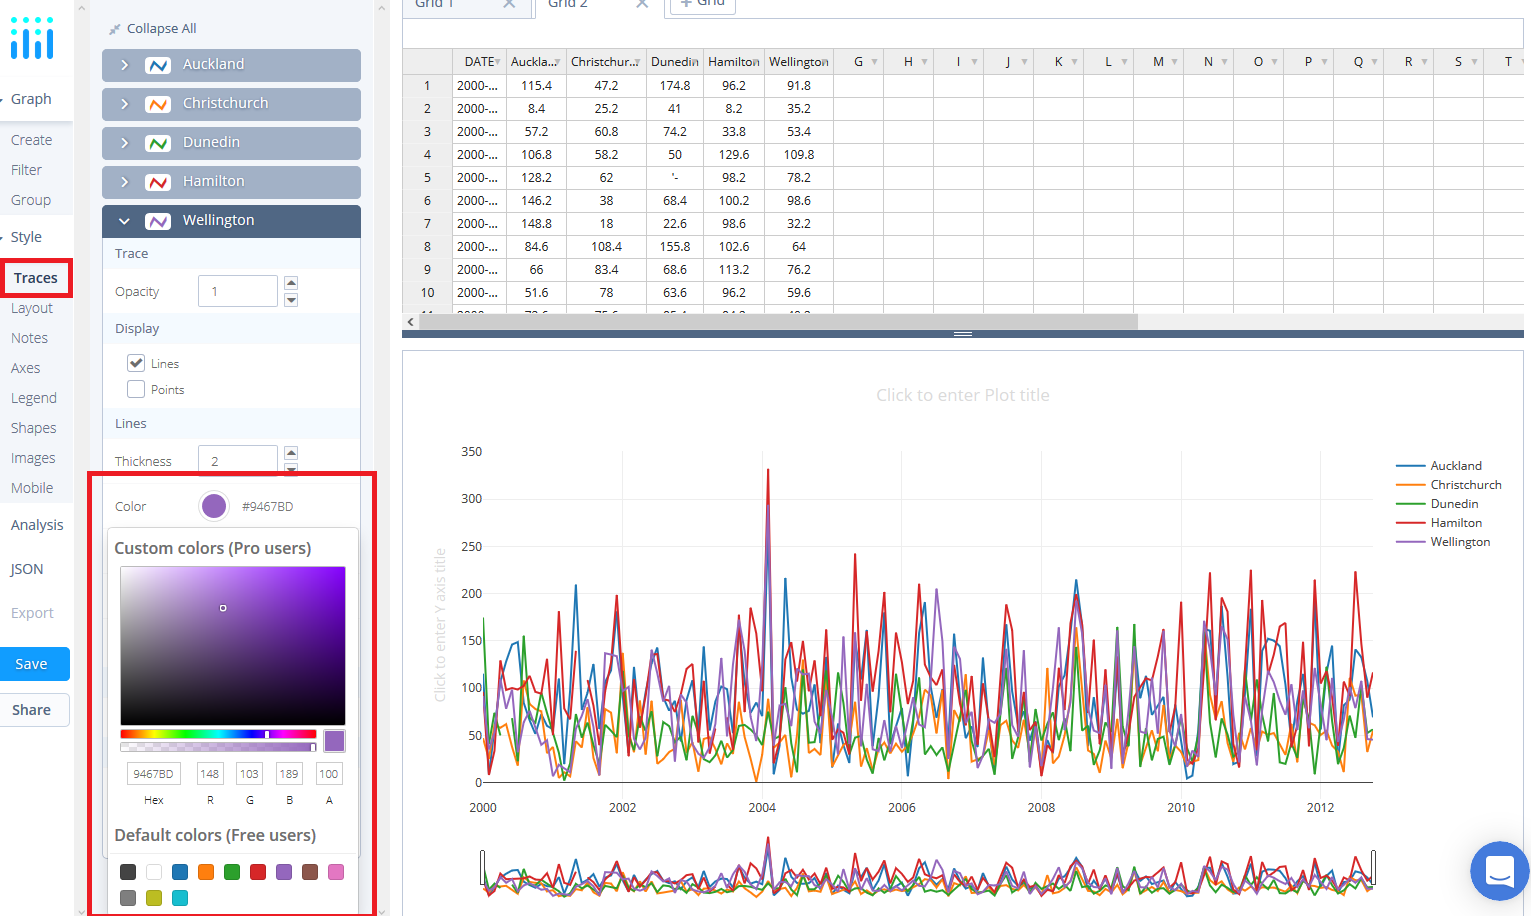 Grid 1
Grid 2
+ Grid
Collapse All
Auckland
Christchurch
Dunedin
Hamilton
Wellington
Graph
Create
Filter
Group
Style
Traces
Layout
Notes
Axes
Legend
Shapes
Images
Mobile
Analysis
JSON
Export
Save
Share
Trace
Opacity 1
Display
Lines
Points
Lines
Thickness 2
Color #9467BD
Custom colors (Pro users)
9467BD 148 103 189 100
Hex R G B A
Default colors (Free users)
DATE Auckla... Christchur... Dunedin Hamilton Wellington G H I J K L M N O P Q R S T
1 2000-... 115.4 47.2 174.8 96.2 91.8
2 2000-... 8.4 25.2 41 8.2 35.2
3 2000-... 57.2 60.8 74.2 33.8 53.4
4 2000-... 106.8 58.2 50 129.6 109.8
5 2000-... 128.2 62 '- 98.2 78.2
6 2000-... 146.2 38 68.4 100.2 98.6
7 2000-... 148.8 18 22.6 98.6 32.2
8 2000-... 84.6 108.4 155.8 102.6 64
9 2000-... 66 83.4 68.6 113.2 76.2
10 2000-... 51.6 78 63.6 96.2 59.6
Click to enter Plot title
Click to enter Y axis title
350
300
250
200
150
100
50
0
2000 2002 2004 2006 2008 2010 2012
Auckland
Christchurch
Dunedin
Hamilton
Wellington